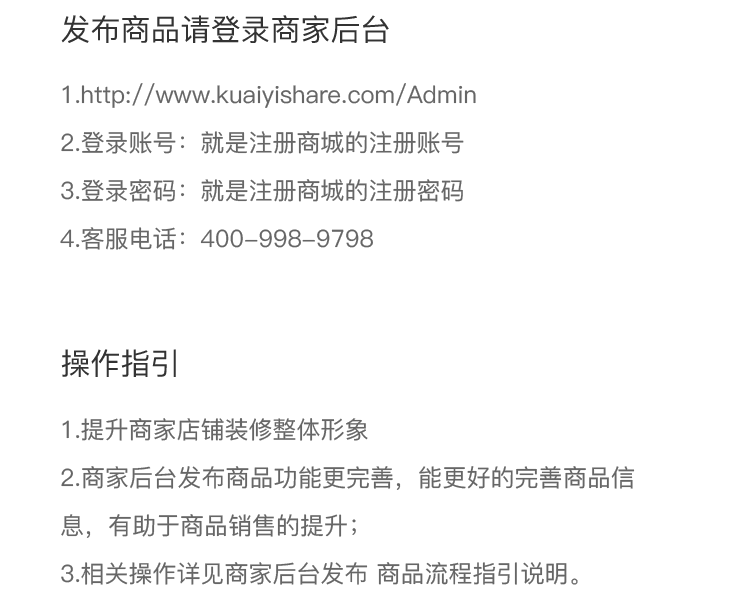 发布商品请登录商家后台
1.http://www.kuaiyishare.com/Admin
2.登录账号：就是注册商城的注册账号
3.登录密码：就是注册商城的注册密码
4.客服电话：400-998-9798
操作指引
1.提升商家店铺装修整体形象
2.商家后台发布商品功能更完善，能更好的完善商品信
息，有助于商品销售的提升；
3.相关操作详见商家后台发布 商品流程指引说明。